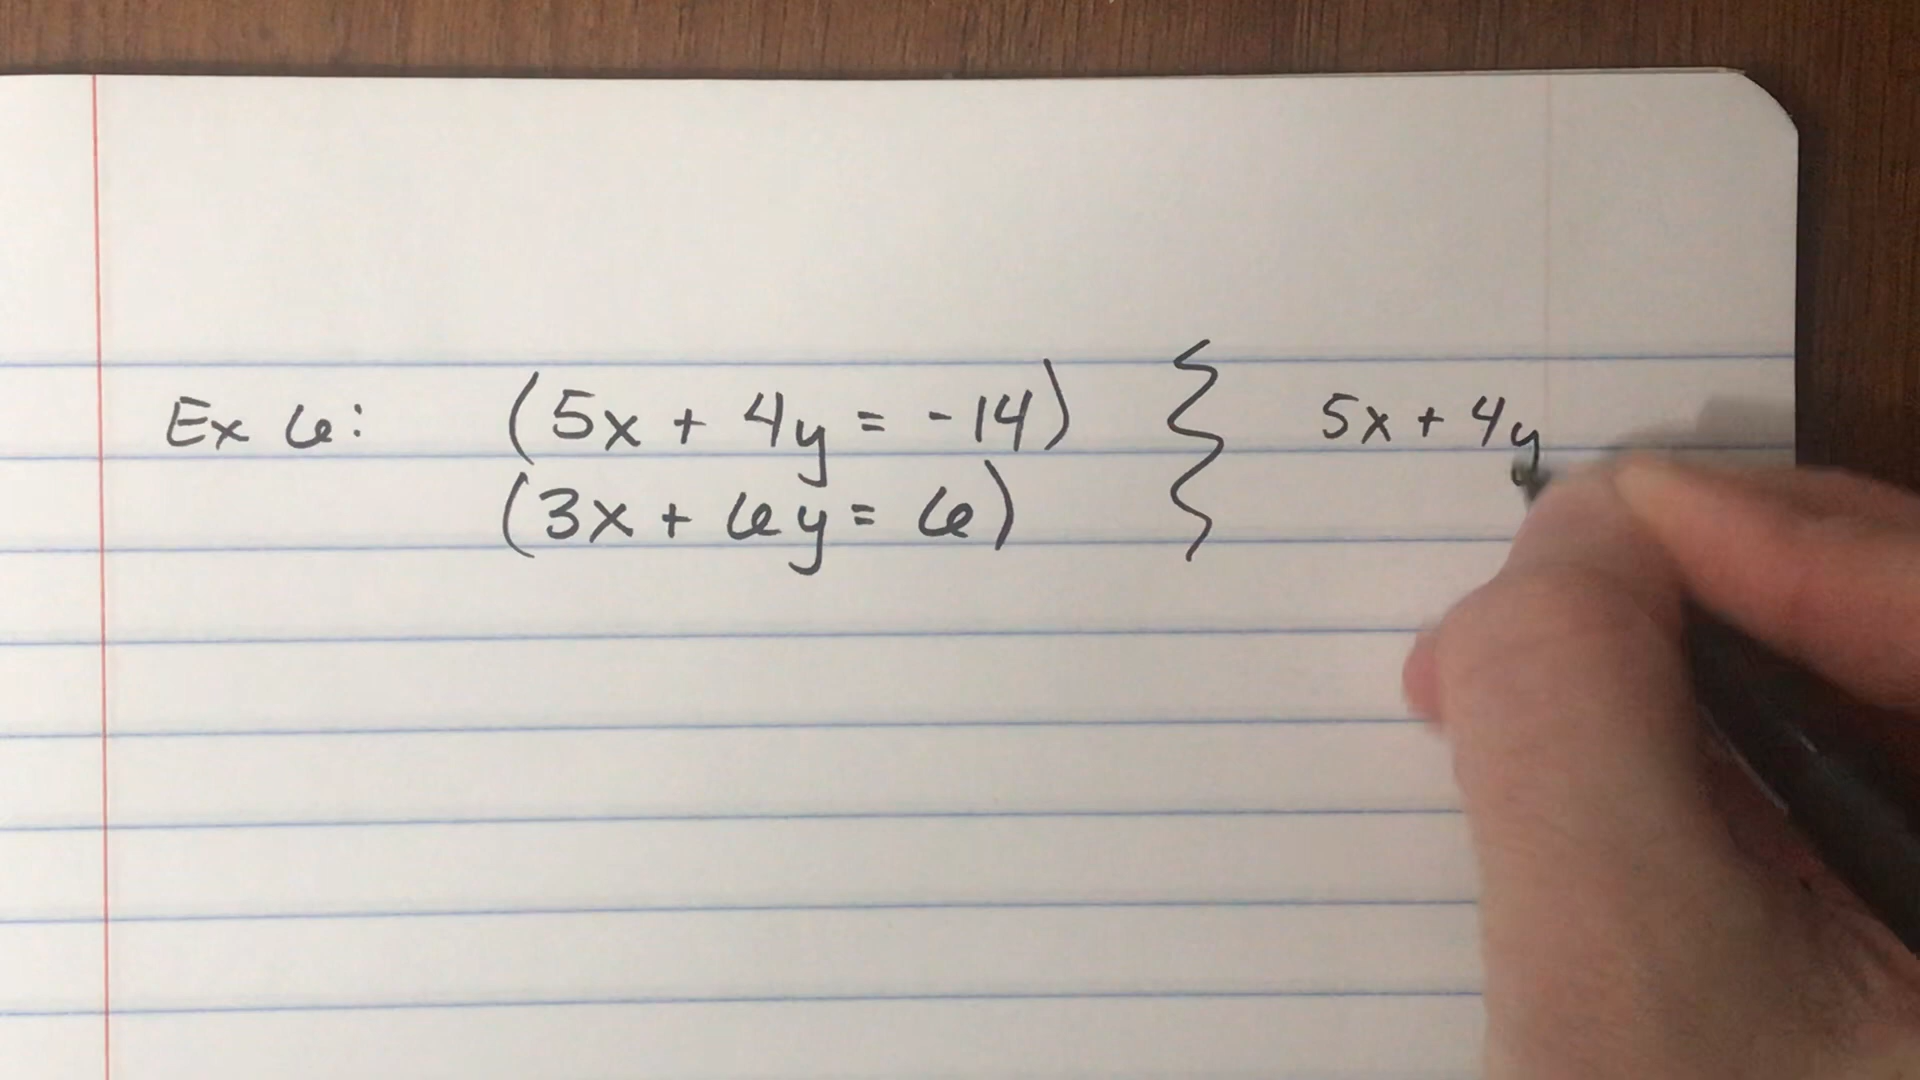 Ex 6: (5x + 4y = -14) 5x + 4y
(3x + 6y = 6)